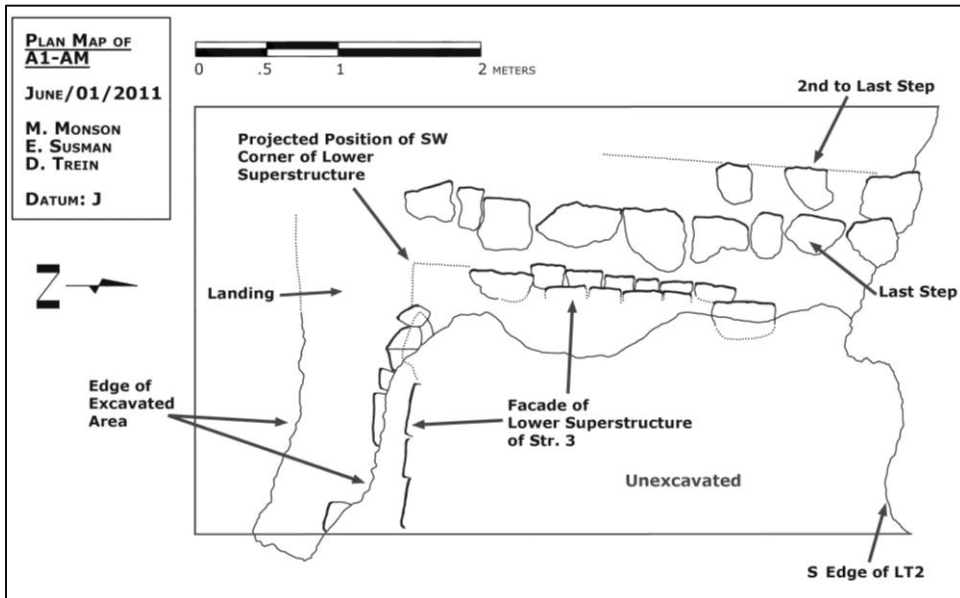 PLAN MAP OF
A1-AM
JUNE/01/2011
M. MONSON
E. SUSMAN
D. TREIN
DATUM: J
0 .5 1 2 METERS
2nd to Last Step
Projected Position of SW
Corner of Lower
Superstructure
N
Landing
Last Step
Edge of
Excavated
Area
Facade of
Lower Superstructure
of Str. 3
Unexcavated
S Edge of LT2